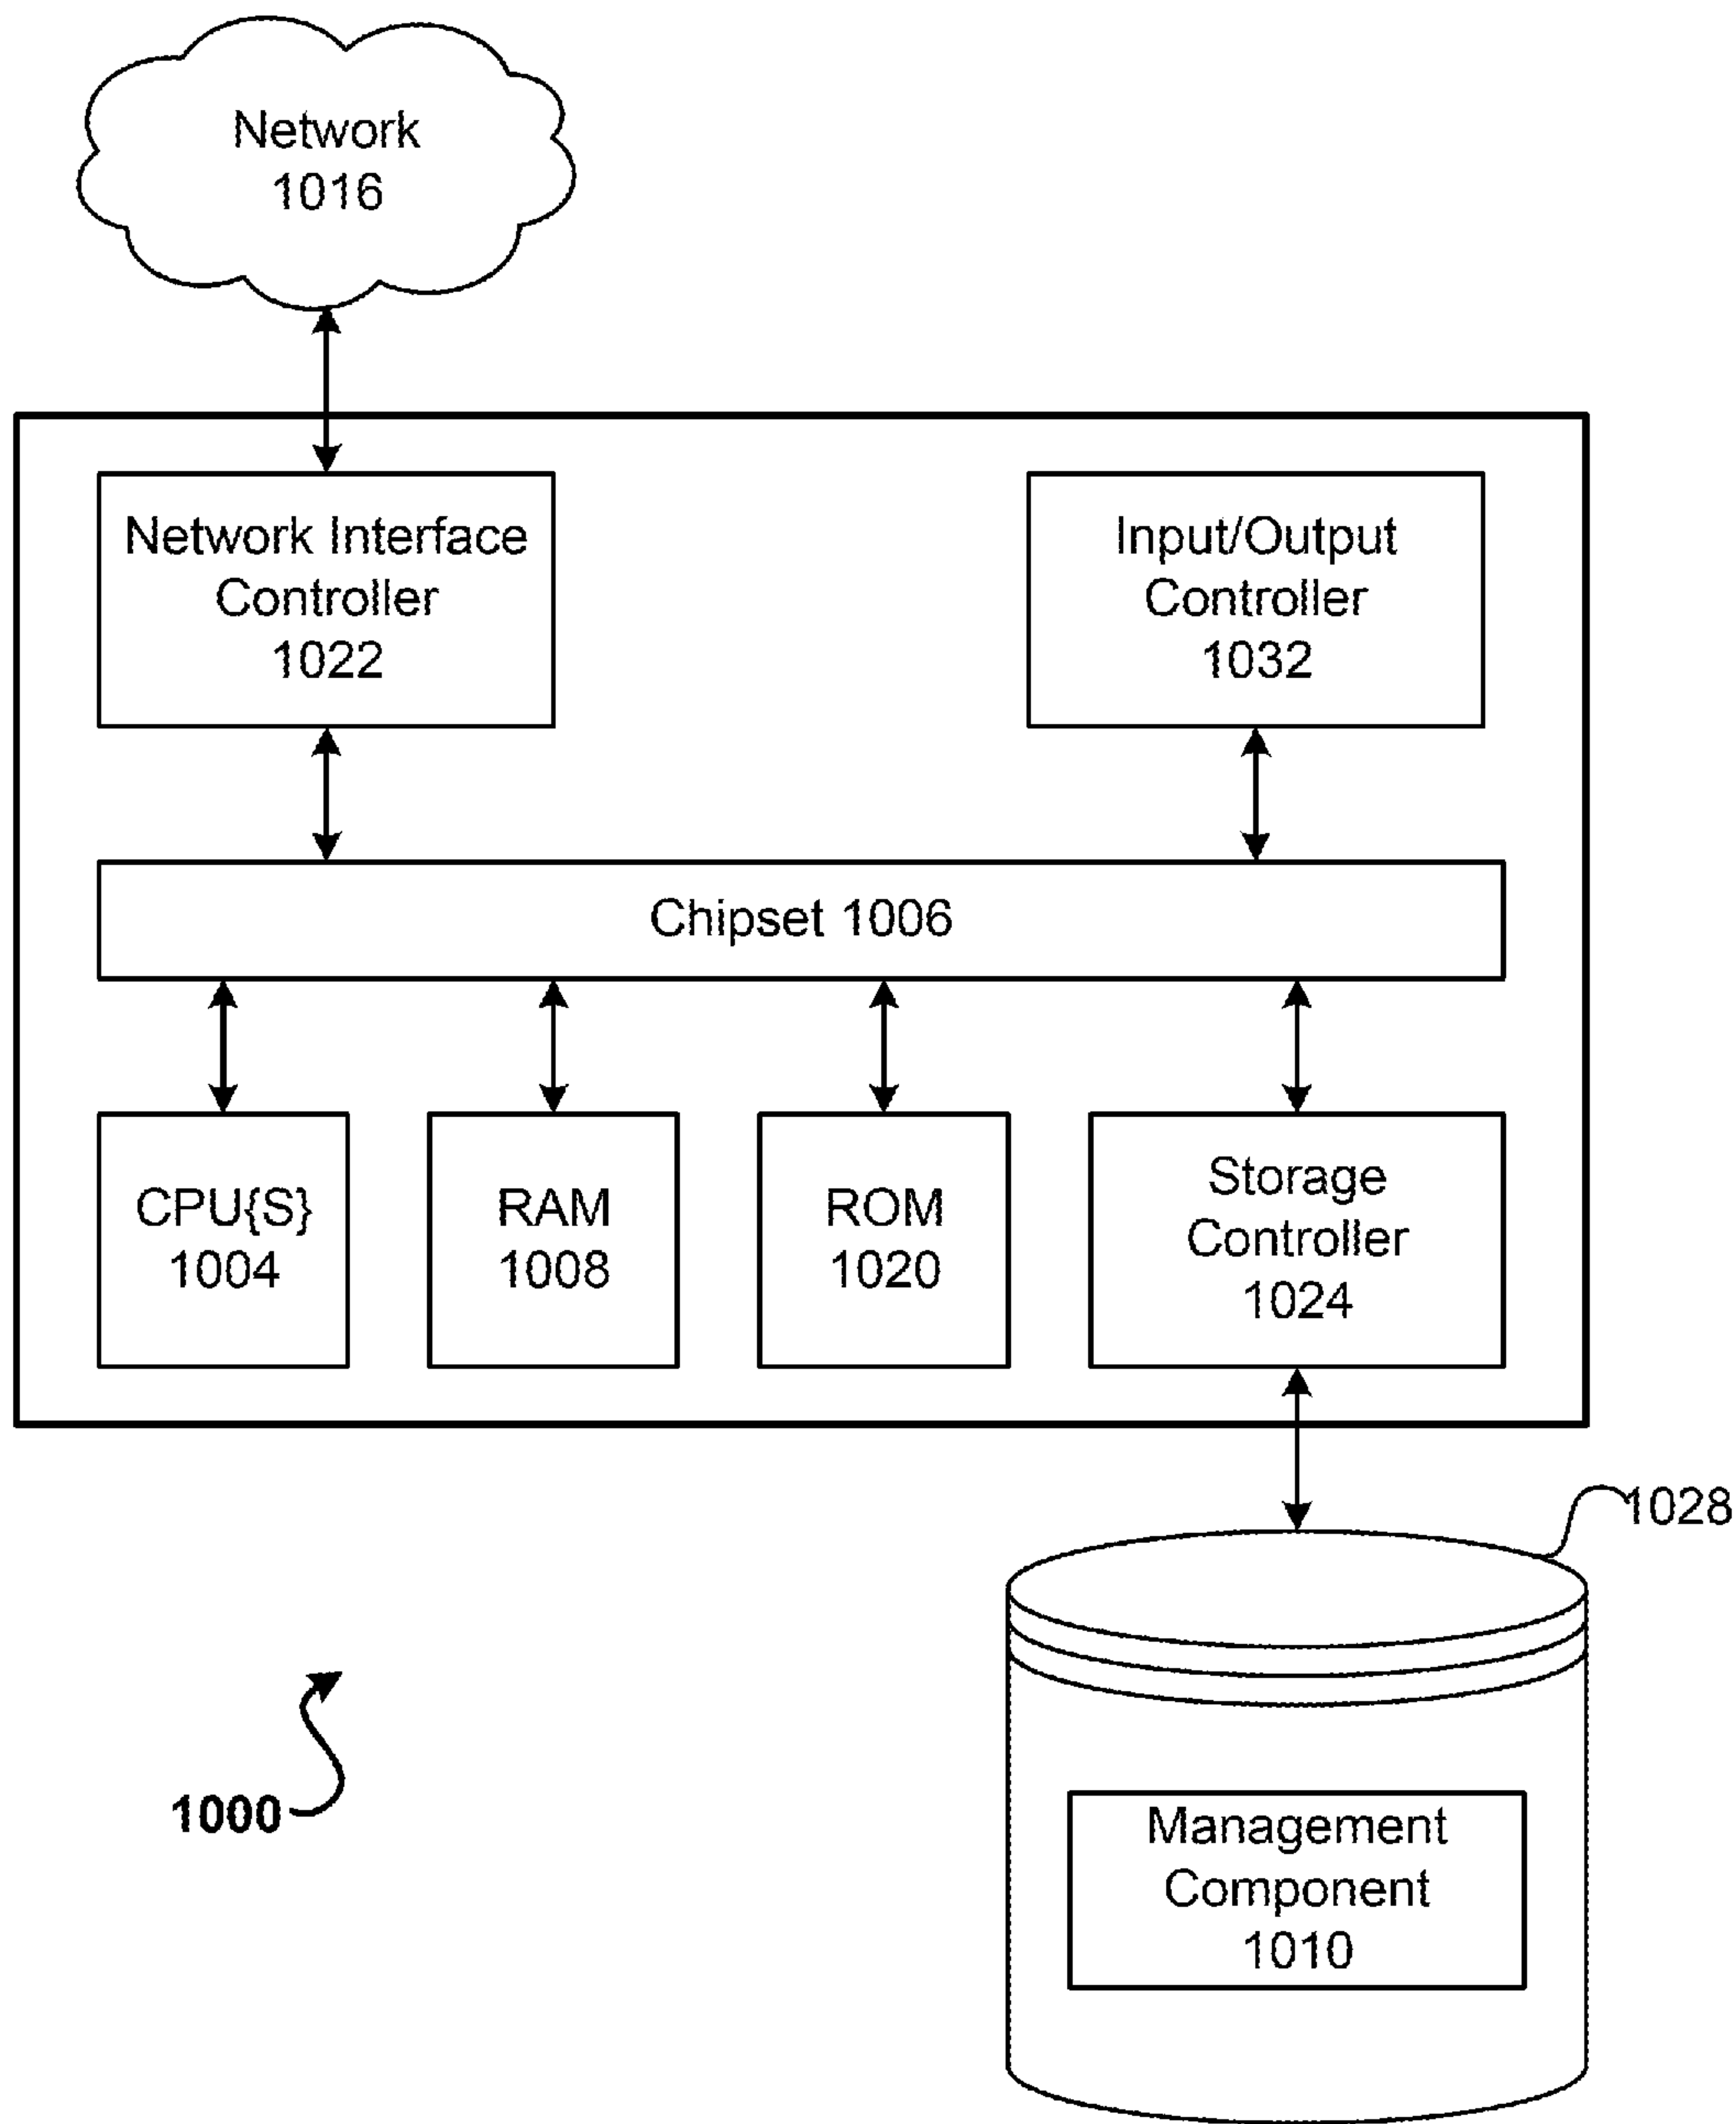 Network
1016
Network Interface
Controller
1022
Input/Output
Controller
1032
Chipset 1006
CPU{S}
1004
RAM
1008
ROM
1020
Storage
Controller
1024
1028
1000
Management
Component
1010